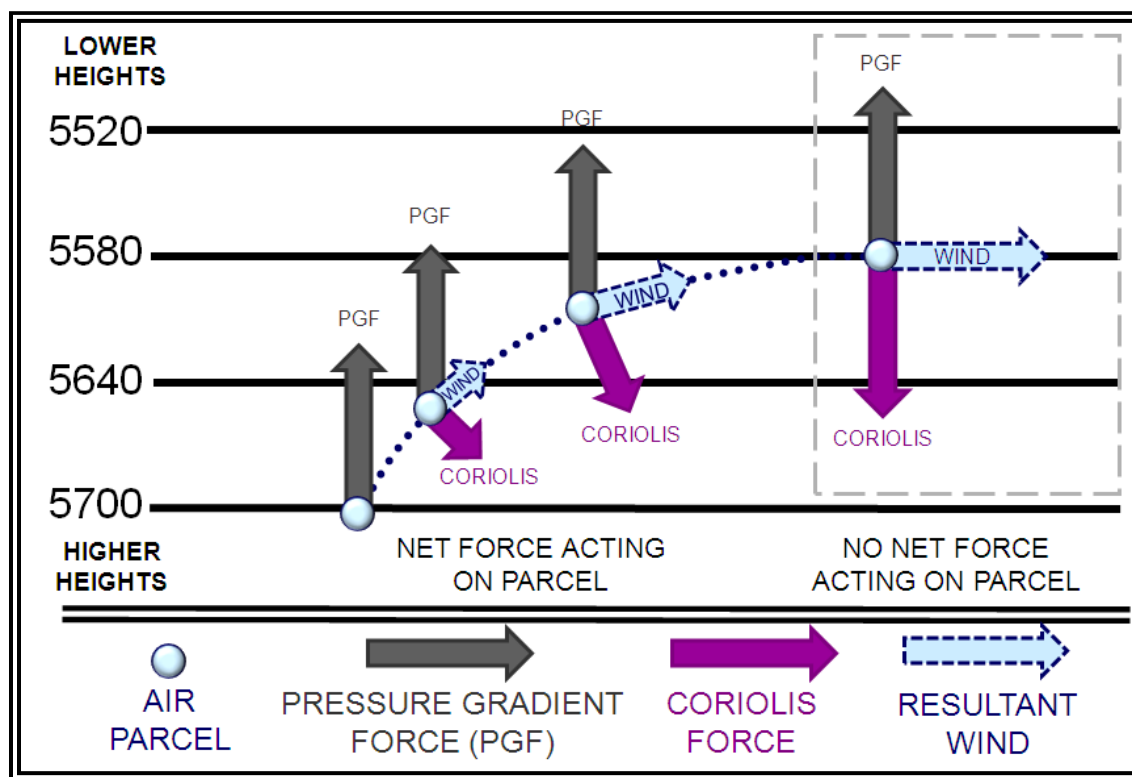 LOWER
HEIGHTS
PGF
5520
PGF
PGF
5580
WIND
WIND
PGF
5640
WIND
CORIOLIS
CORIOLIS
CORIOLIS
5700
HIGHER
HEIGHTS
NET FORCE ACTING
ON PARCEL
NO NET FORCE
ACTING ON PARCEL
AIR
PARCEL
PRESSURE GRADIENT
FORCE (PGF)
CORIOLIS
FORCE
RESULTANT
WIND